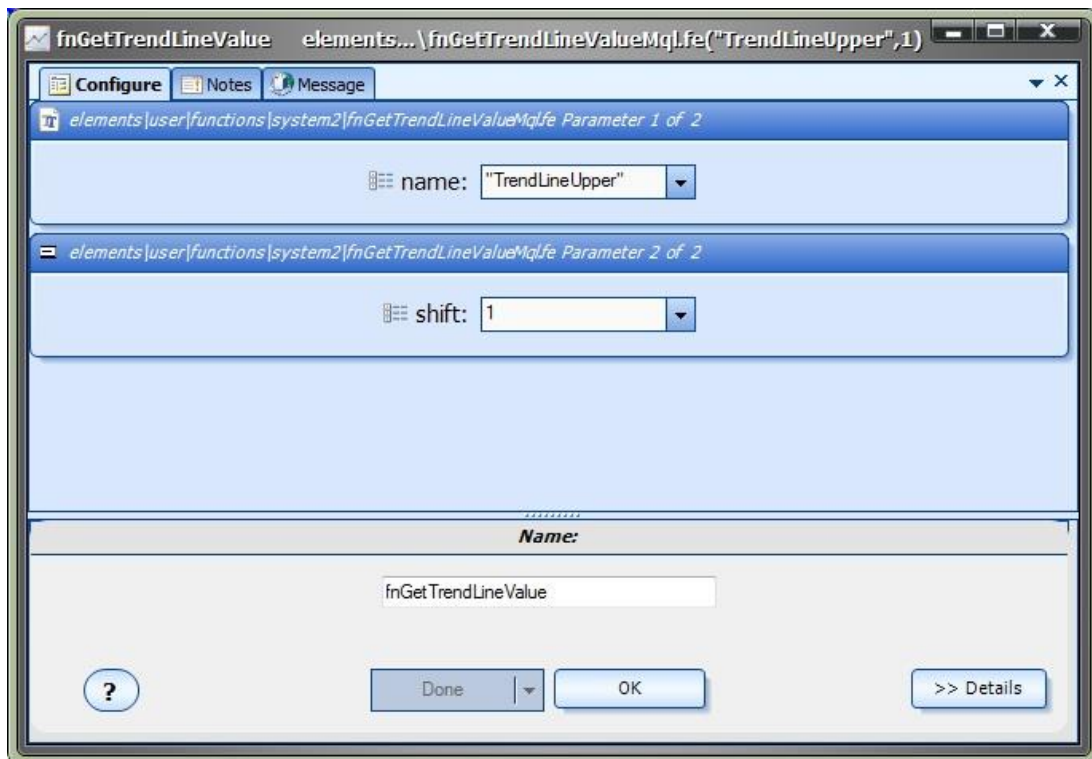 fnGetTrendLineValue elements...\fnGetTrendLineValueMql.fe("TrendLineUpper",1)
Configure Notes Message
elements|user|functions|system2|fnGetTrendLineValueMql.fe Parameter 1 of 2
name: "TrendLineUpper"
elements|user|functions|system2|fnGetTrendLineValueMql.fe Parameter 2 of 2
shift: 1
Name:
fnGetTrendLineValue
? Done OK >> Details